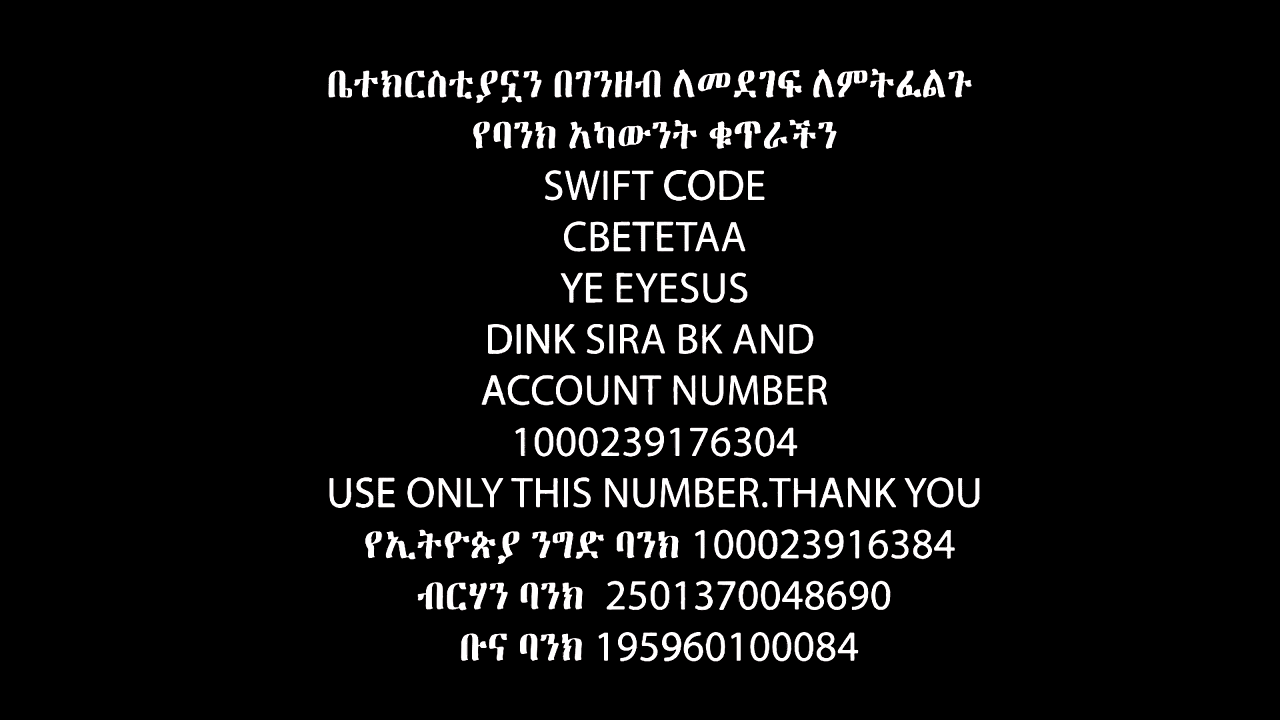 ቤተክርስቲያኗን በገንዘብ ለመደገፍ ለምትፈልጉ
የባንክ አካውንት ቁጥራችን
SWIFT CODE
CBETETAA
YE EYESUS
DINK SIRA BK AND
ACCOUNT NUMBER
1000239176304
USE ONLY THIS NUMBER.THANK YOU
የኢትዮጵያ ንግድ ባንክ 100023916384
ብርሃን ባንክ 2501370048690
ቡና ባንክ 195960100084